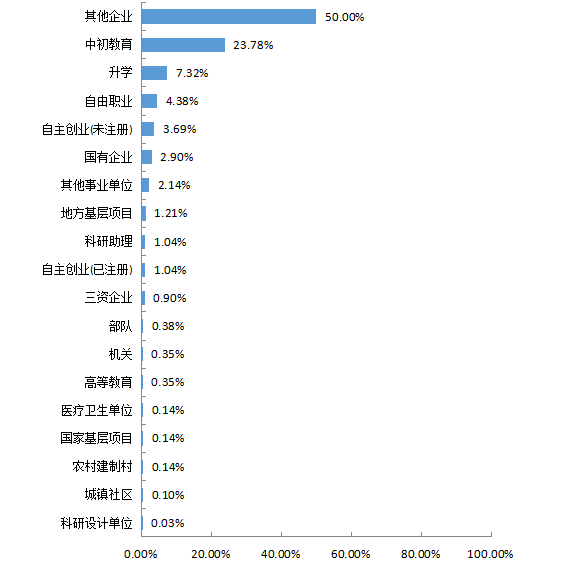 其他企业 50.00%
中初教育 23.78%
升学 7.32%
自由职业 4.38%
自主创业(未注册) 3.69%
国有企业 2.90%
其他事业单位 2.14%
地方基层项目 1.21%
科研助理 1.04%
自主创业(已注册) 1.04%
三资企业 0.90%
部队 0.38%
机关 0.35%
高等教育 0.35%
医疗卫生单位 0.14%
国家基层项目 0.14%
农村建制村 0.14%
城镇社区 0.10%
科研设计单位 0.03%
0.00% 20.00% 40.00% 60.00% 80.00% 100.00%